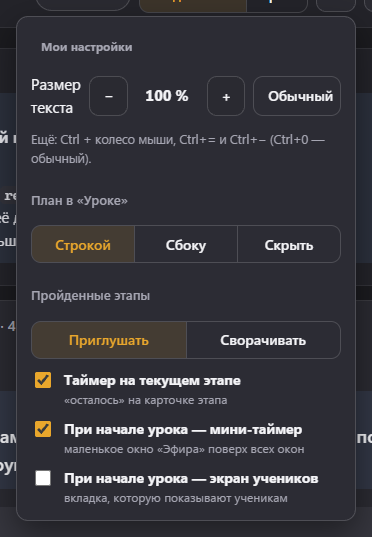 Мои настройки
Размер текста
−
100 %
+
Обычный
Ещё: Ctrl + колесо мыши, Ctrl+= и Ctrl+− (Ctrl+0 —
обычный).
План в «Уроке»
Строкой
Сбоку
Скрыть
Пройденные этапы
Приглушать
Сворачивать
Таймер на текущем этапе
«осталось» на карточке этапа
При начале урока — мини-таймер
маленькое окно «Эфира» поверх всех окон
При начале урока — экран учеников
вкладка, которую показывают ученикам